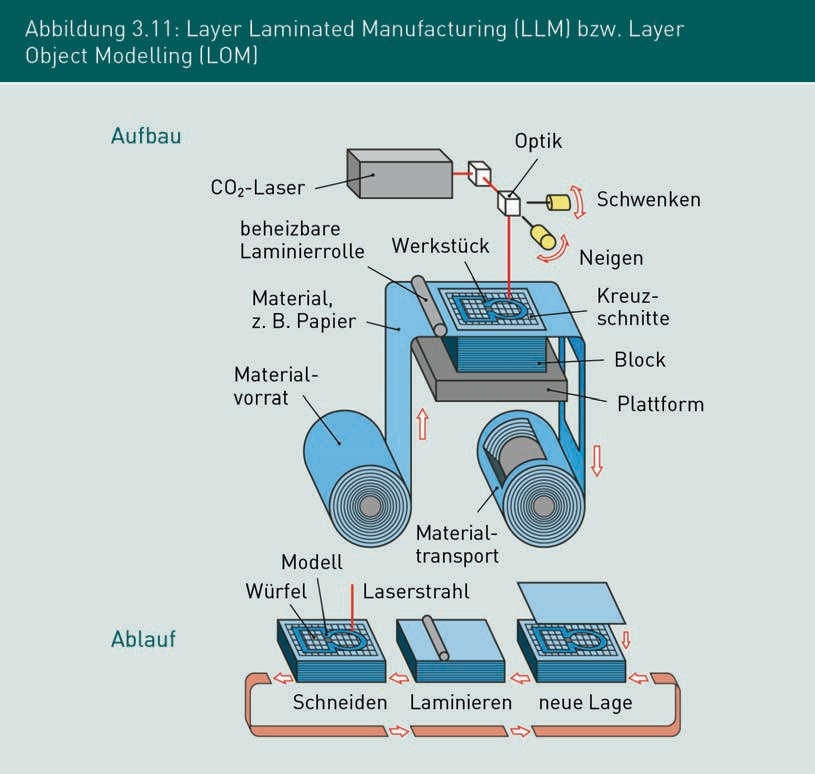 Abbildung 3.11: Layer Laminated Manufacturing (LLM) bzw. Layer
Object Modelling (LOM)
Aufbau
Optik
CO₂-Laser
Schwenken
beheizbare
Laminierrolle
Werkstück
Neigen
Material,
z. B. Papier
Kreuz-
schnitte
Block
Material-
vorrat
Plattform
Material-
transport
Modell
Würfel
Laserstrahl
Ablauf
Schneiden
Laminieren
neue Lage